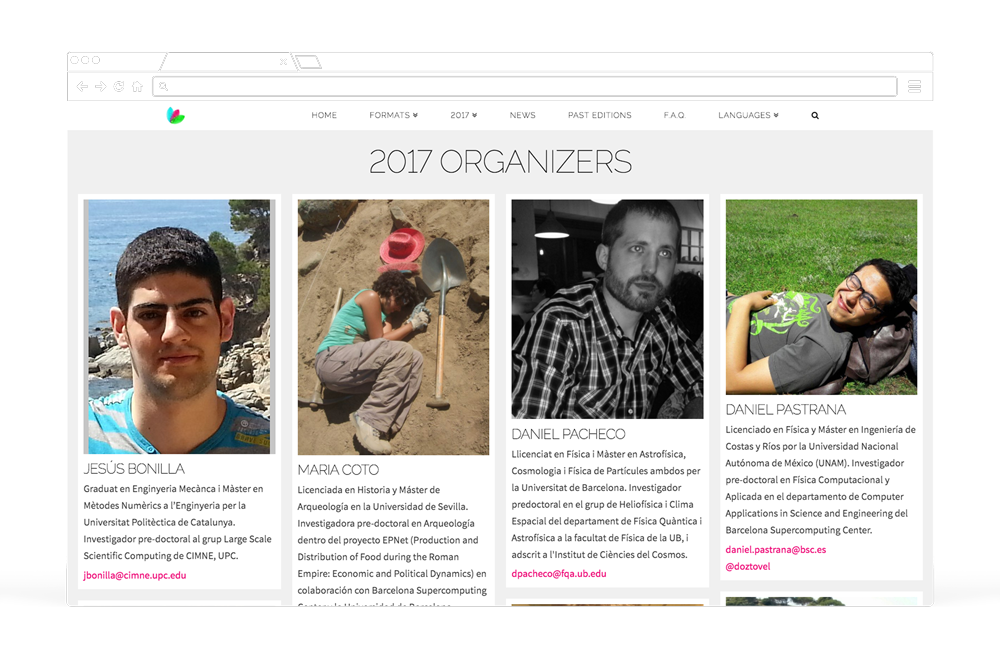 HOME FORMATS 2017 NEWS PAST EDITIONS F.A.Q LANGUAGES
2017 ORGANIZERS
JESÚS BONILLA
Graduat en Enginyeria Mecànca i Màster en
Mètodes Numèrics a l'Enginyeria per la
Universitat Politèctica de Catalunya.
Investigador pre-doctoral al grup Large Scale
Scientific Computing de CIMNE, UPC.
jbonilla@cimne.upc.edu
MARIA COTO
Licenciada en Historia y Máster de
Arqueología en la Universidad de Sevilla.
Investigadora pre-doctoral en Arqueología
dentro del proyecto EPNet (Production and
Distribution of Food during the Roman
Empire: Economic and Political Dynamics) en
colaboración con Barcelona Supercomputing
DANIEL PACHECO
Llicenciat en Física i Màster en Astrofísica,
Cosmologia i Física de Partícules ambdos per
la Universitat de Barcelona. Investigador
predoctoral en el grup de Heliofísica i Clima
Espacial del departament de Física Quàntica i
Astrofísica a la facultat de Física de la UB, i
adscrit a l'Institut de Ciències del Cosmos.
dpacheco@fqa.ub.edu
DANIEL PASTRANA
Licenciado en Física y Máster en Ingeniería de
Costas y Ríos por la Universidad Nacional
Autónoma de México (UNAM). Investigador
pre-doctoral en Física Computacional y
Aplicada en el departamento de Computer
Applications in Science and Engineering del
Barcelona Supercomputing Center.
daniel.pastrana@bsc.es
@doztovel